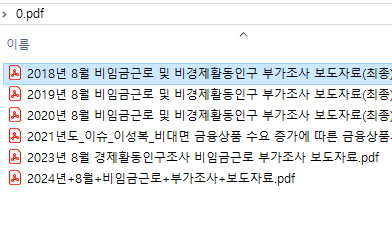 0.pdf
이름
2018년 8월 비임금근로 및 비경제활동인구 부가조사 보도자료(최종)
2019년 8월 비임금근로 및 비경제활동인구 부가조사 보도자료(최종)
2020년 8월 비임금근로 및 비경제활동인구 부가조사 보도자료(최종)
2021년도_이슈_이성복_비대면 금융상품 수요 증가에 따른 금융상품
2023년 8월 경제활동인구조사 비임금근로 부가조사 보도자료.pdf
2024년+8월+비임금근로+부가조사+보도자료.pdf